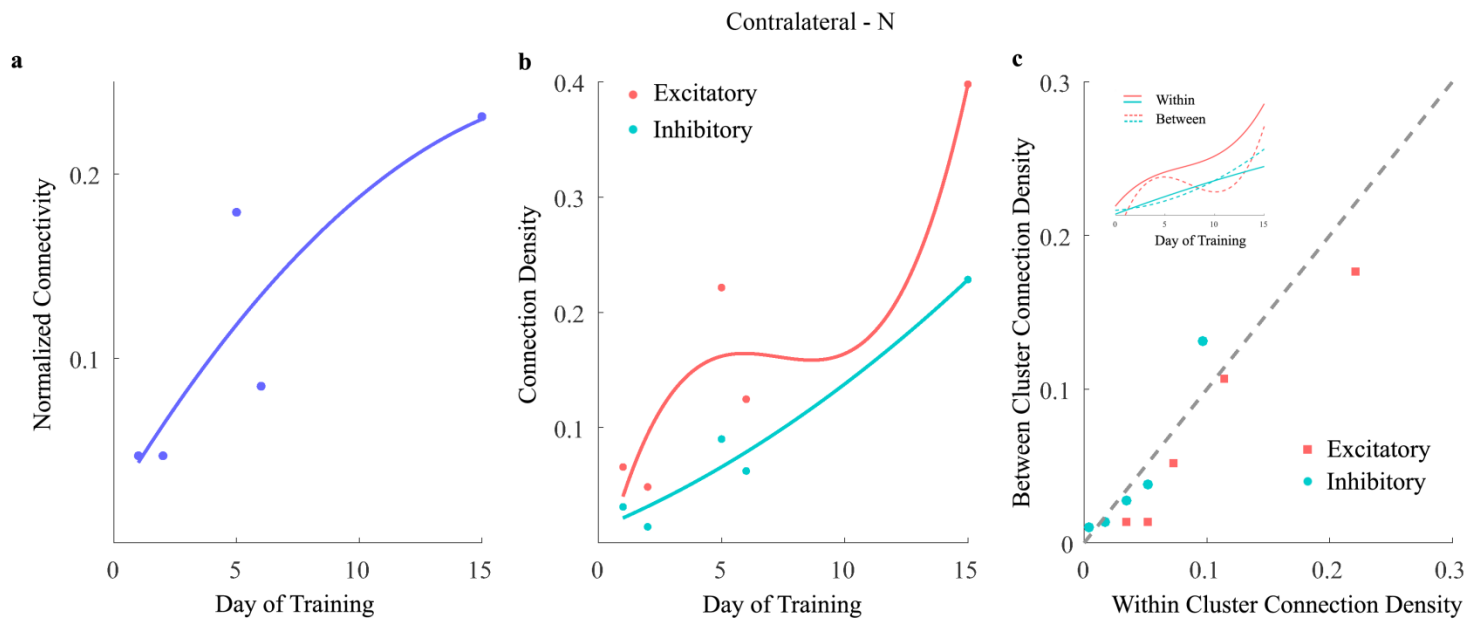 Contralateral - N
a
Normalized Connectivity
0.2
0.1
0
5
10
15
Day of Training
b
Excitatory
Inhibitory
Connection Density
0.4
0.3
0.2
0.1
0
5
10
15
Day of Training
c
Between Cluster Connection Density
0.3
0.2
0.1
0
Within
Between
0
5
10
15
Day of Training
Excitatory
Inhibitory
0
0.1
0.2
0.3
Within Cluster Connection Density